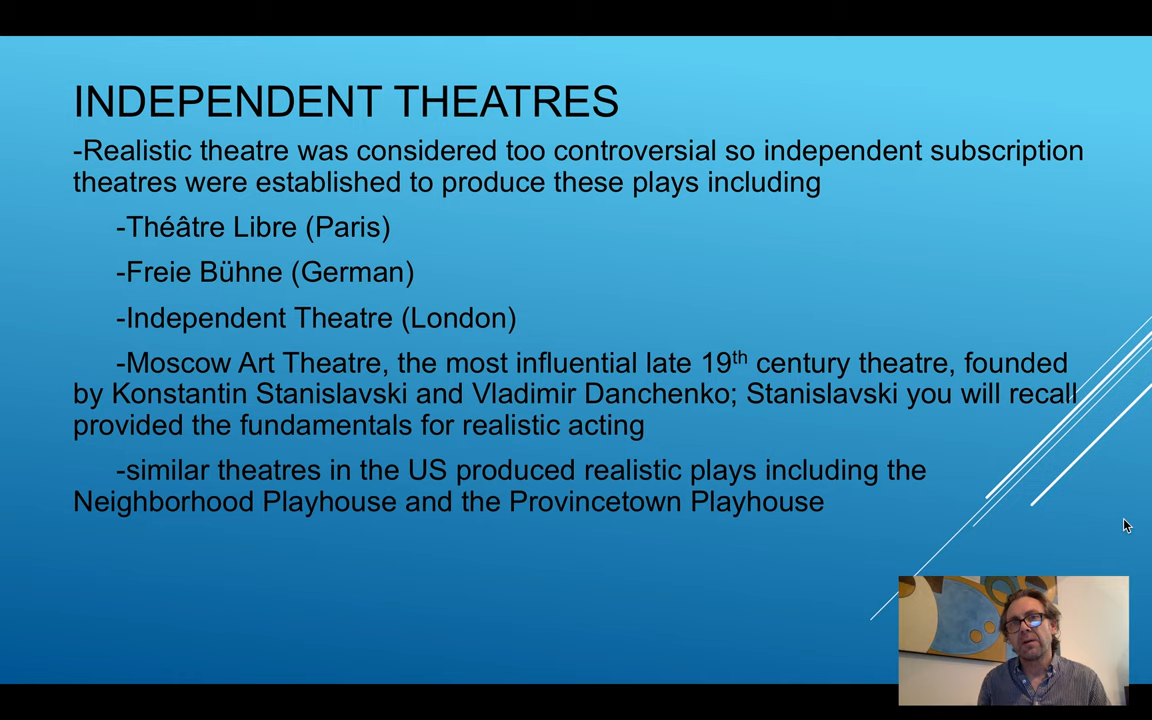 INDEPENDENT THEATRES
-Realistic theatre was considered too controversial so independent subscription
theatres were established to produce these plays including
-Théâtre Libre (Paris)
-Freie Bühne (German)
-Independent Theatre (London)
-Moscow Art Theatre, the most influential late 19th century theatre, founded
by Konstantin Stanislavski and Vladimir Danchenko; Stanislavski you will recall
provided the fundamentals for realistic acting
-similar theatres in the US produced realistic plays including the
Neighborhood Playhouse and the Provincetown Playhouse